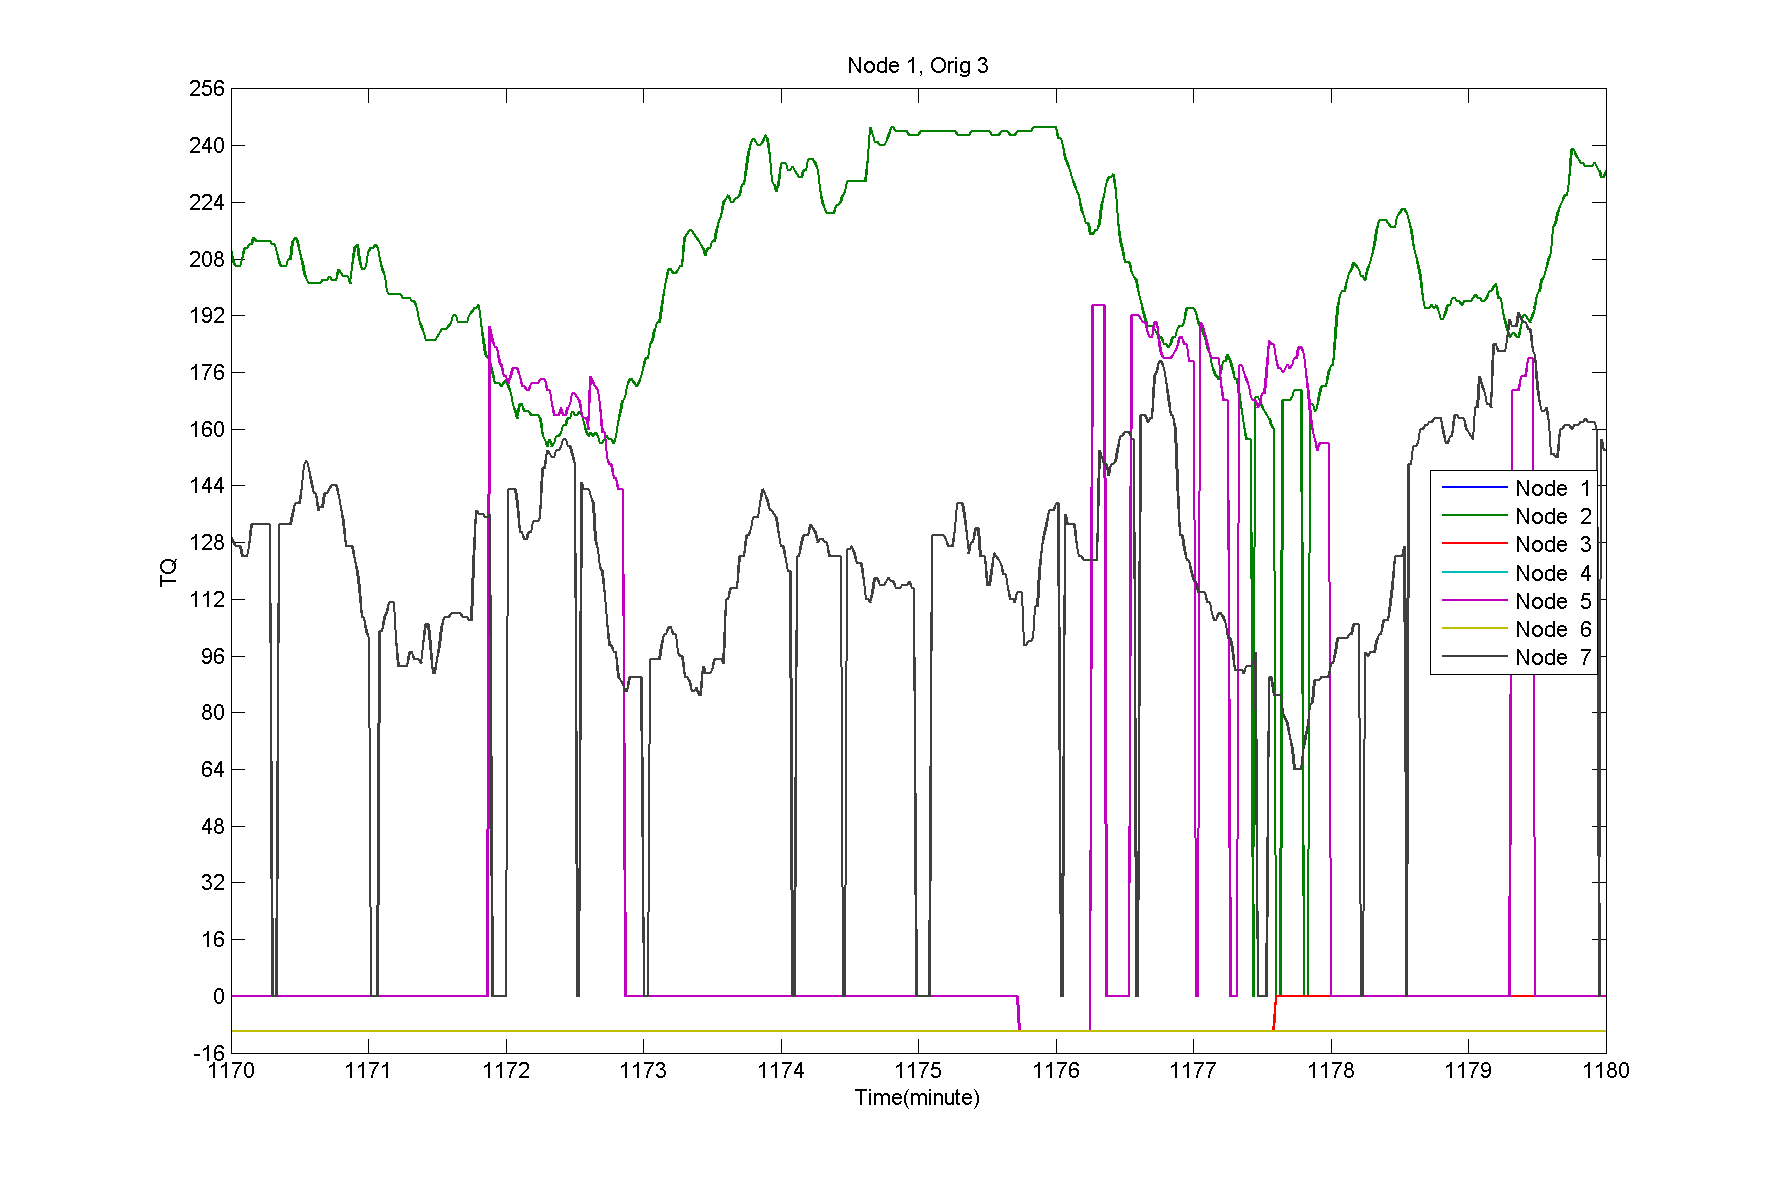 Node 1, Orig 3
256
240
224
208
192
176
160
144
128
112
96
80
64
48
32
16
0
-16
TQ
Node 1
Node 2
Node 3
Node 4
Node 5
Node 6
Node 7
1170 1171 1172 1173 1174 1175 1176 1177 1178 1179 1180
Time(minute)